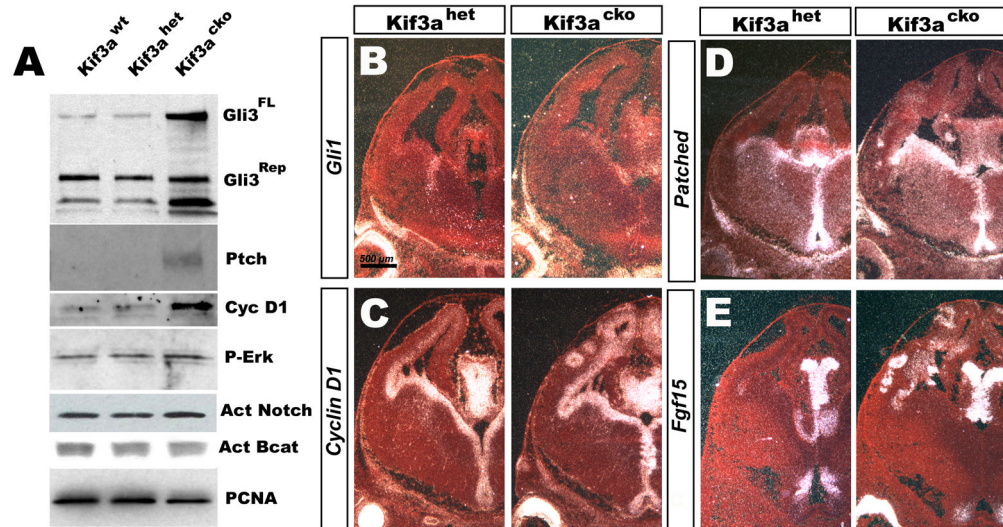 A
Kif3a wt
Kif3a het
Kif3a cko
Gli3 FL
Gli3 Rep
Ptch
Cyc D1
P-Erk
Act Notch
Act Bcat
PCNA
Kif3a het
Kif3a cko
B
Gli1
500 µm
C
Cyclin D1
Kif3a het
Kif3a cko
D
Patched
E
Fgf15